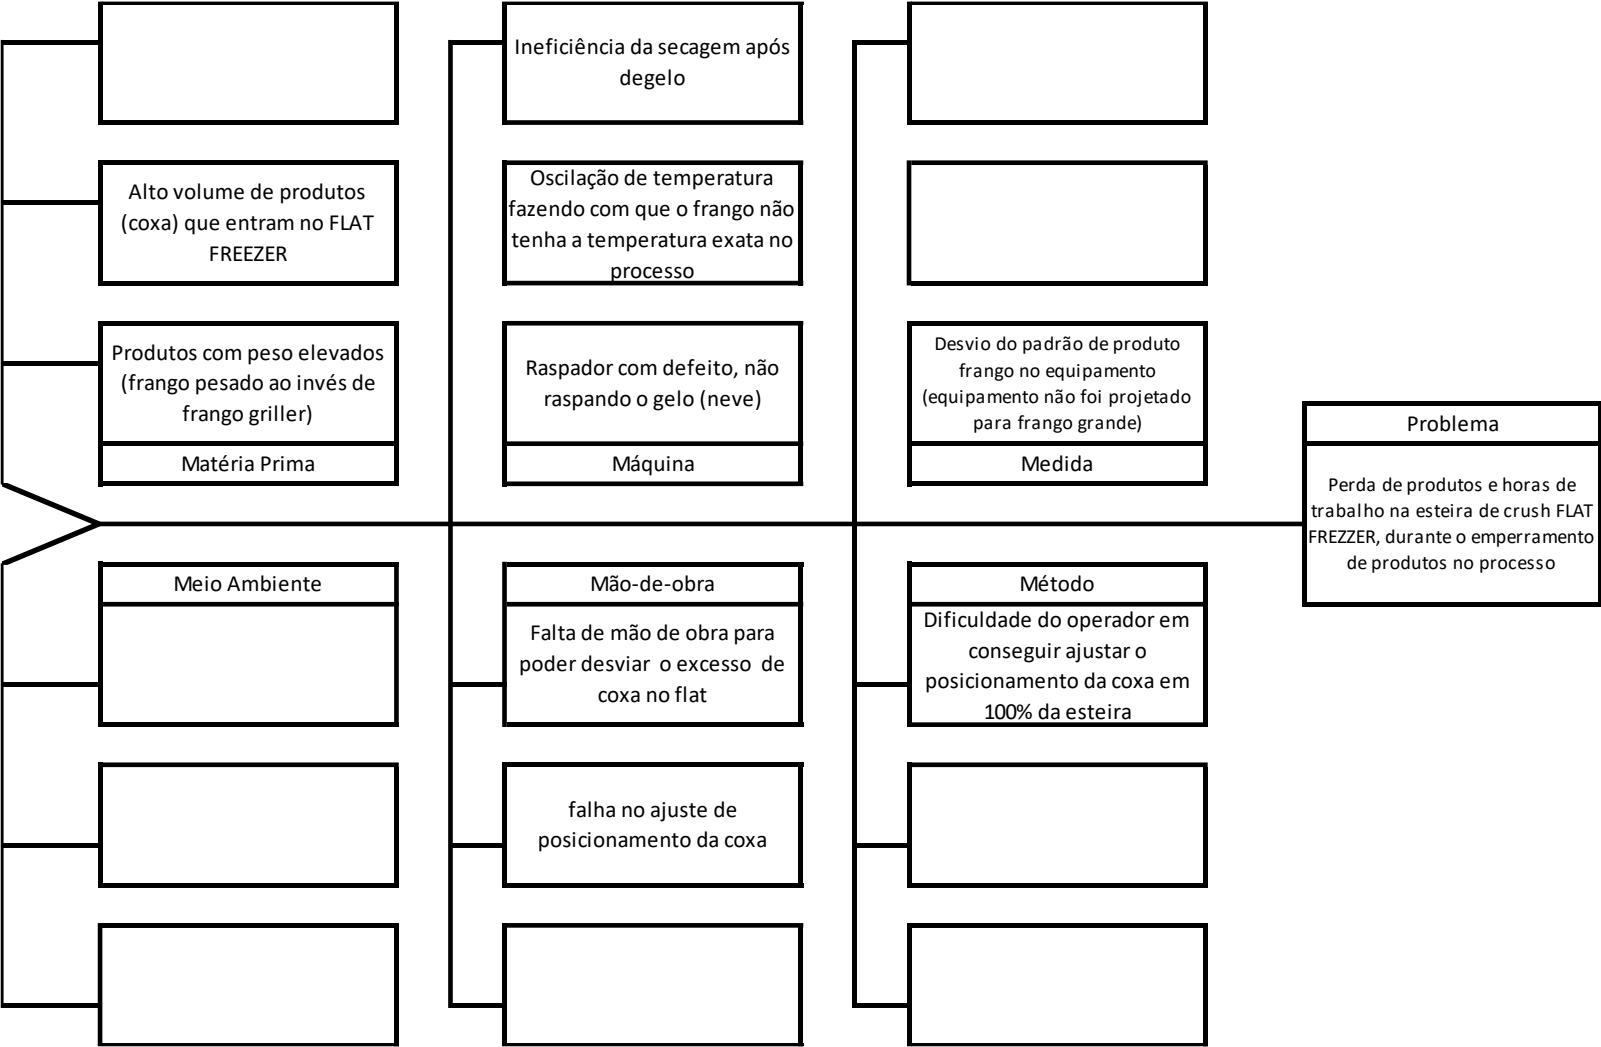 Ineficiência da secagem após
degelo
Alto volume de produtos
(coxa) que entram no FLAT
FREEZER
Oscilação de temperatura
fazendo com que o frango não
tenha a temperatura exata no
processo
Produtos com peso elevados
(frango pesado ao invés de
frango griller)
Matéria Prima
Raspador com defeito, não
raspando o gelo (neve)
Máquina
Desvio do padrão de produto
frango no equipamento
(equipamento não foi projetado
para frango grande)
Medida
Problema
Perda de produtos e horas de
trabalho na esteira de crush FLAT
FREZZER, durante o emperramento
de produtos no processo
Meio Ambiente
Mão-de-obra
Falta de mão de obra para
poder desviar o excesso de
coxa no flat
falha no ajuste de
posicionamento da coxa
Método
Dificuldade do operador em
conseguir ajustar o
posicionamento da coxa em
100% da esteira